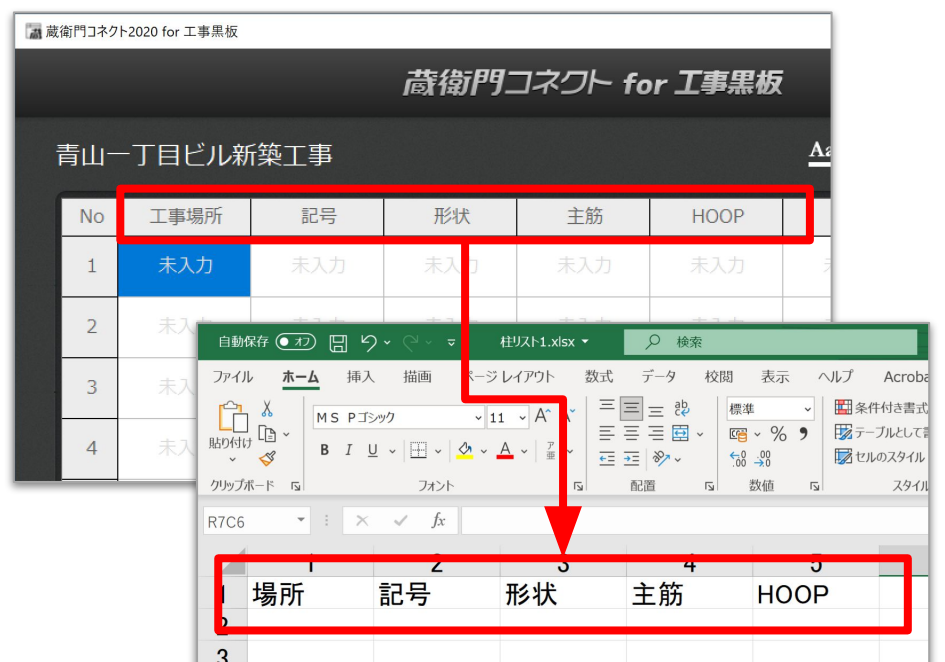 蔵衛門コネクト2020 for 工事黒板
蔵衛門コネクト for 工事黒板
青山一丁目ビル新築工事
No 工事場所 記号 形状 主筋 HOOP
1 未入力 未入力 未入力 未入力 未入力
2
3
4
自動保存 オフ 柱リスト1.xlsx 検索
ファイル ホーム 挿入 描画 ページ レイアウト 数式 データ 校閲 表示 ヘルプ
貼り付け
ＭＳ Ｐゴシック 11 A A
B I U A ア 亜
ab
標準
% 9
.00
条件付き書式
テーブルとして
セルのスタイル
クリップボード フォント 配置 数値
R7C6 fx
1 2 3 4 5
1 場所 記号 形状 主筋 HOOP
2
3